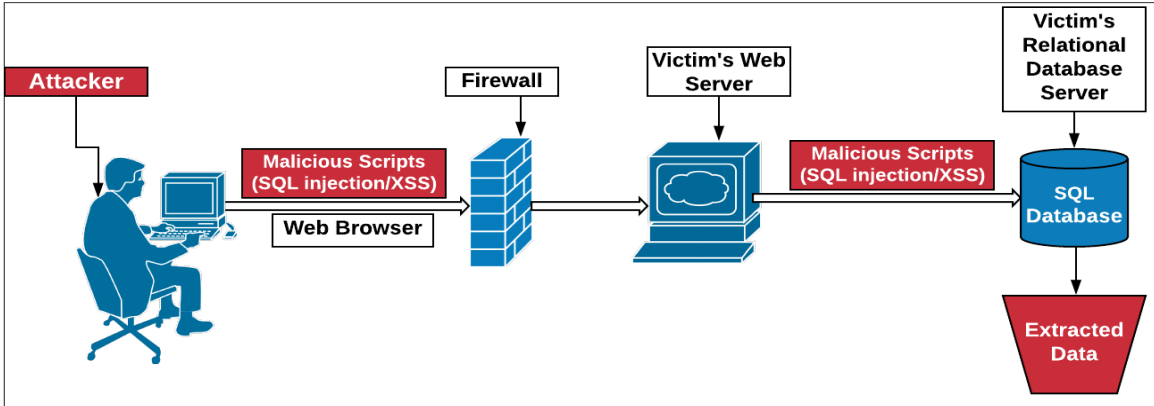 Attacker
Malicious Scripts
(SQL injection/XSS)
Web Browser
Firewall
Victim's Web
Server
Malicious Scripts
(SQL injection/XSS)
Victim's
Relational
Database
Server
SQL
Database
Extracted
Data